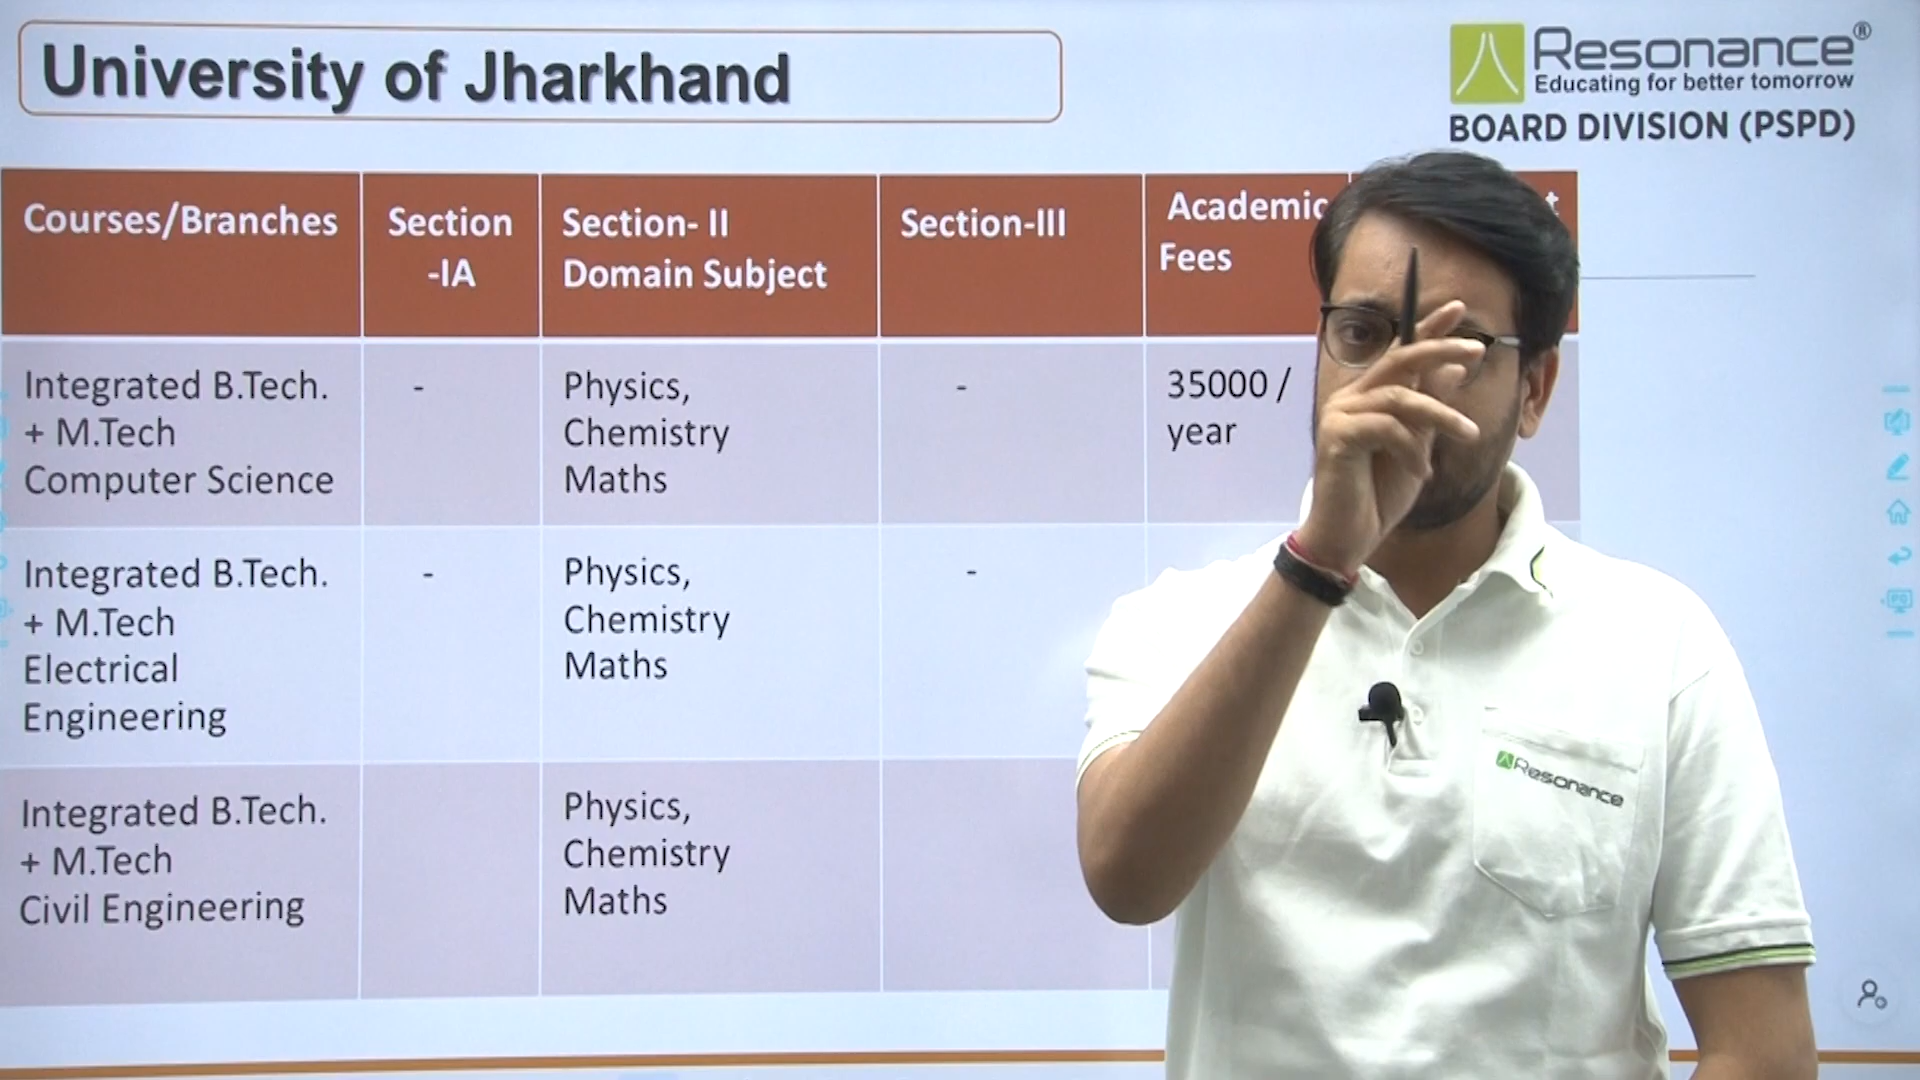 University of Jharkhand
Resonance®
Educating for better tomorrow
BOARD DIVISION (PSPD)
Courses/Branches
Section
-IA
Section- II
Domain Subject
Section-III
Academic
Fees
t
Integrated B.Tech.
+ M.Tech
Computer Science
-
Physics,
Chemistry
Maths
-
35000 /
year
Integrated B.Tech.
+ M.Tech
Electrical
Engineering
-
Physics,
Chemistry
Maths
-
Integrated B.Tech.
+ M.Tech
Civil Engineering
Physics,
Chemistry
Maths
Resonance